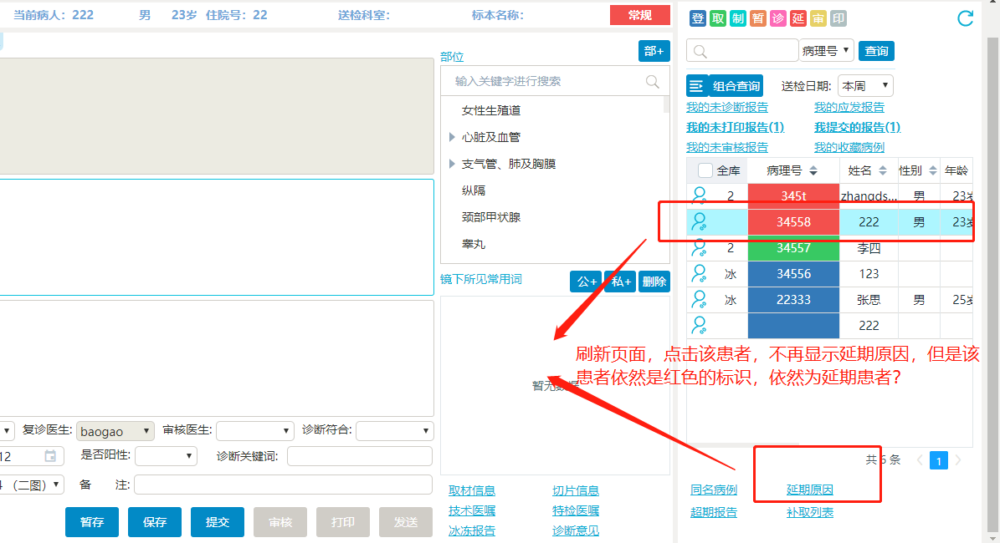 当前病人：222 男 23岁 住院号：22 送检科室： 标本名称： 常规
部位 部+
输入关键字进行搜索
女性生殖道
心脏及血管
支气管、肺及胸膜
纵隔
颈部甲状腺
睾丸
镜下所见常用词 公+ 私+ 删除
暂无数据
复诊医生: baogao 审核医生: 诊断符合:
12 是否阳性: 诊断关键词:
（二图） 备 注:
暂存 保存 提交 审核 打印 发送
取材信息 切片信息
技术医嘱 特检医嘱
冰冻报告 诊断意见
登 取 制 暂 诊 延 审 印
病理号 查询
组合查询 送检日期: 本周
我的未诊断报告 我的应发报告
我的未打印报告(1) 我提交的报告(1)
我的未审核报告 我的收藏病例
全库 病理号 姓名 性别 年龄
2 345t zhangds... 男 23岁
34558 222 男 23岁
2 34557 李四
冰 34556 123
冰 22333 张思 男 25岁
222
刷新页面，点击该患者，不再显示延期原因，但是该
患者依然是红色的标识，依然为延期患者？
共 6 条 1
同名病例 延期原因
超期报告 补取列表